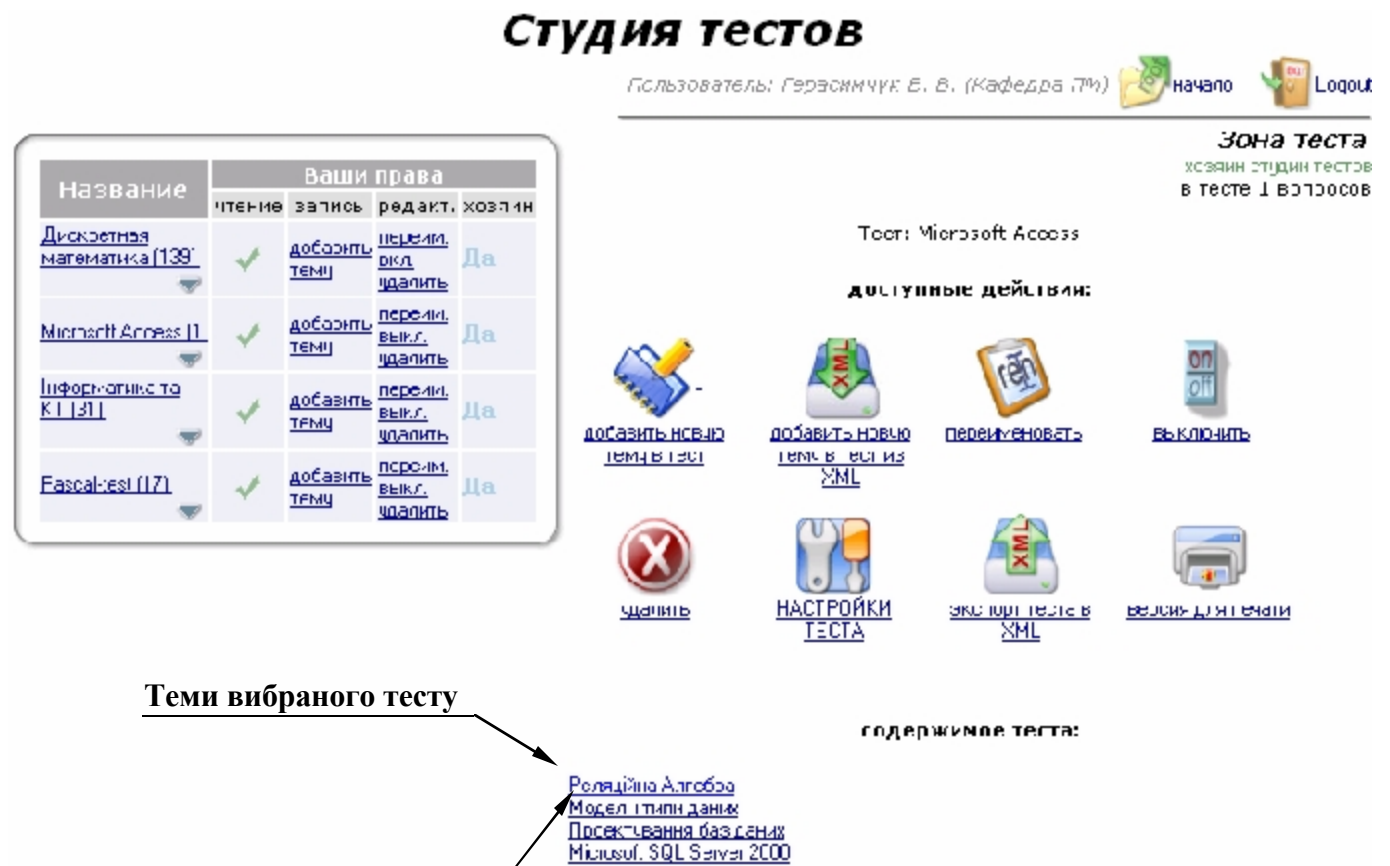 Студия тестов
Пользователь: Герасимчук Е. В. (Кафедра ПМ)
начало
Logout
Зона теста
хозяин студии тестов
в тесте 1 вопросов
Название
Ваши права
чтение запись редакт. хозяин
Дискретная
математика [139]
добавить
тему
переим.
вкл.
удалить
Да
Microsoft Access [1
добавить
тему
переим.
выкл.
удалить
Да
Інформатика та
КТ [31]
добавить
тему
переим.
выкл.
удалить
Да
Pascal-test (17)
добавить
тему
переим.
выкл.
удалить
Да
Тест: Microsoft Access
доступные действия:
добавить новую
тему в тест
добавить новую
тему в тест из
XML
переименовать
выключить
удалить
НАСТРОЙКИ
ТЕСТА
экспорт теста в
XML
версия для печати
Теми вибраного тесту
содержимое теста:
Реляційна Алгебра
Моделі типи даних
Проектування баз даних
Microsoft SQL Server 2000